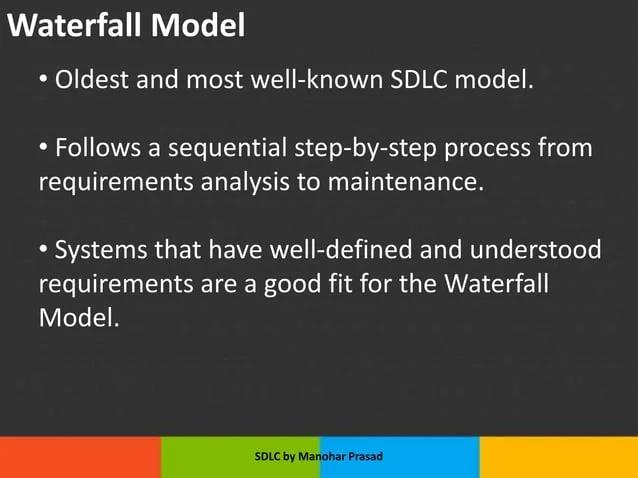 Waterfall Model
• Oldest and most well-known SDLC model.
• Follows a sequential step-by-step process from
requirements analysis to maintenance.
• Systems that have well-defined and understood
requirements are a good fit for the Waterfall
Model.
SDLC by Manohar Prasad